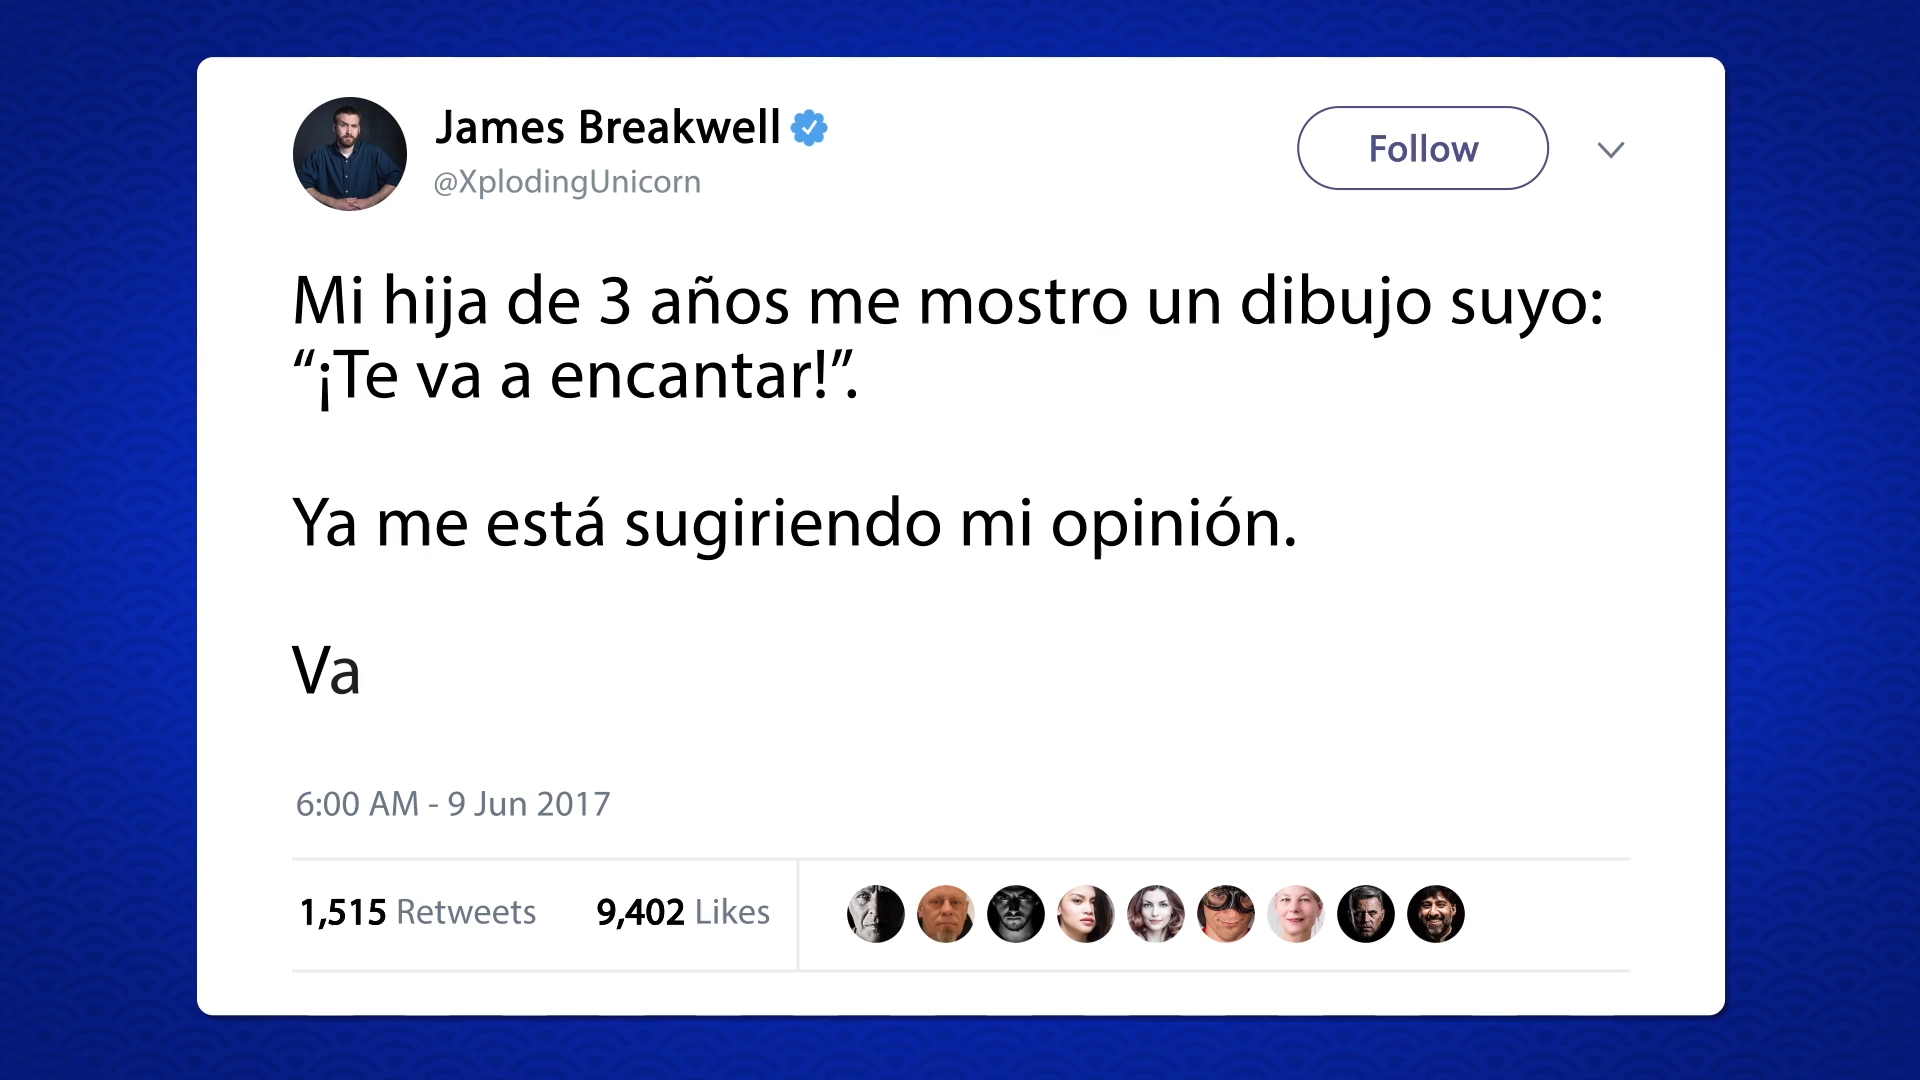 James Breakwell
@XplodingUnicorn
Follow
Mi hija de 3 años me mostro un dibujo suyo:
“¡Te va a encantar!”.
Ya me está sugiriendo mi opinión.
Va
6:00 AM - 9 Jun 2017
1,515 Retweets 9,402 Likes